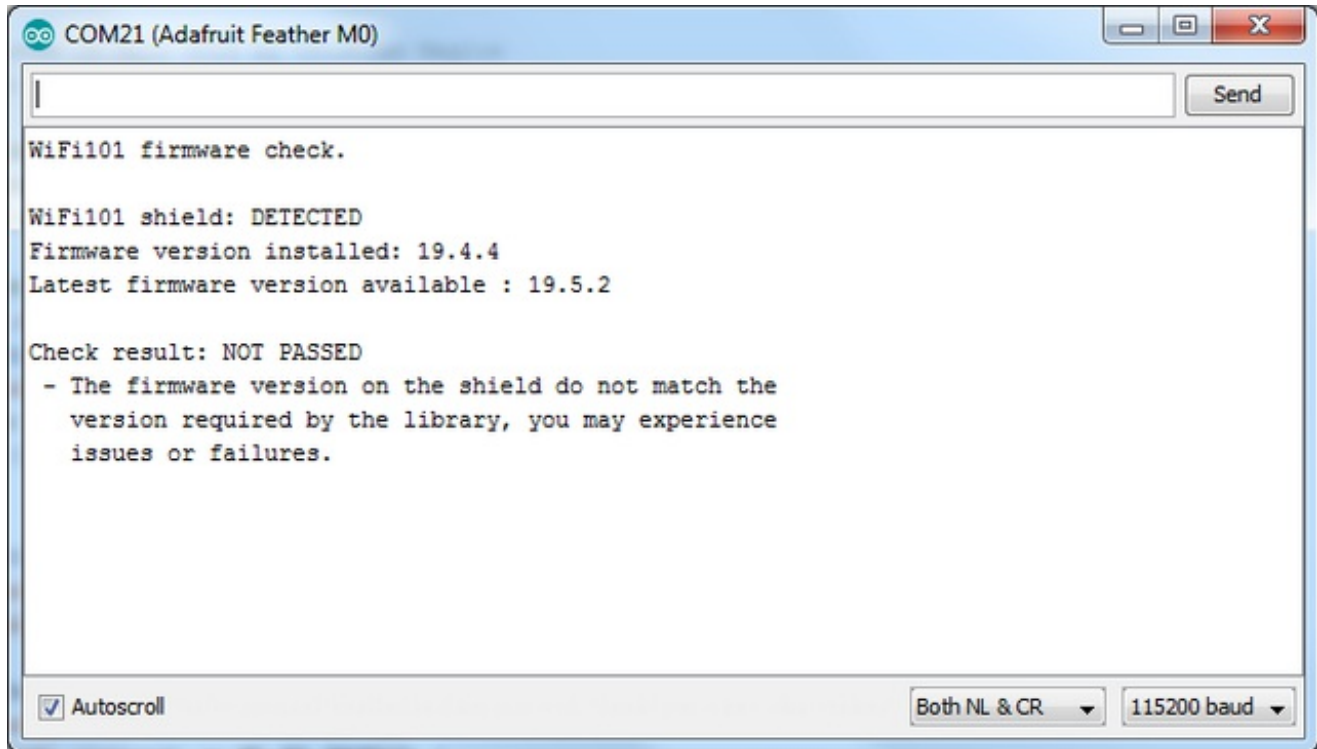 COM21 (Adafruit Feather M0)
Send
WiFi101 firmware check.
WiFi101 shield: DETECTED
Firmware version installed: 19.4.4
Latest firmware version available : 19.5.2
Check result: NOT PASSED
- The firmware version on the shield do not match the
version required by the library, you may experience
issues or failures.
Autoscroll
Both NL & CR
115200 baud